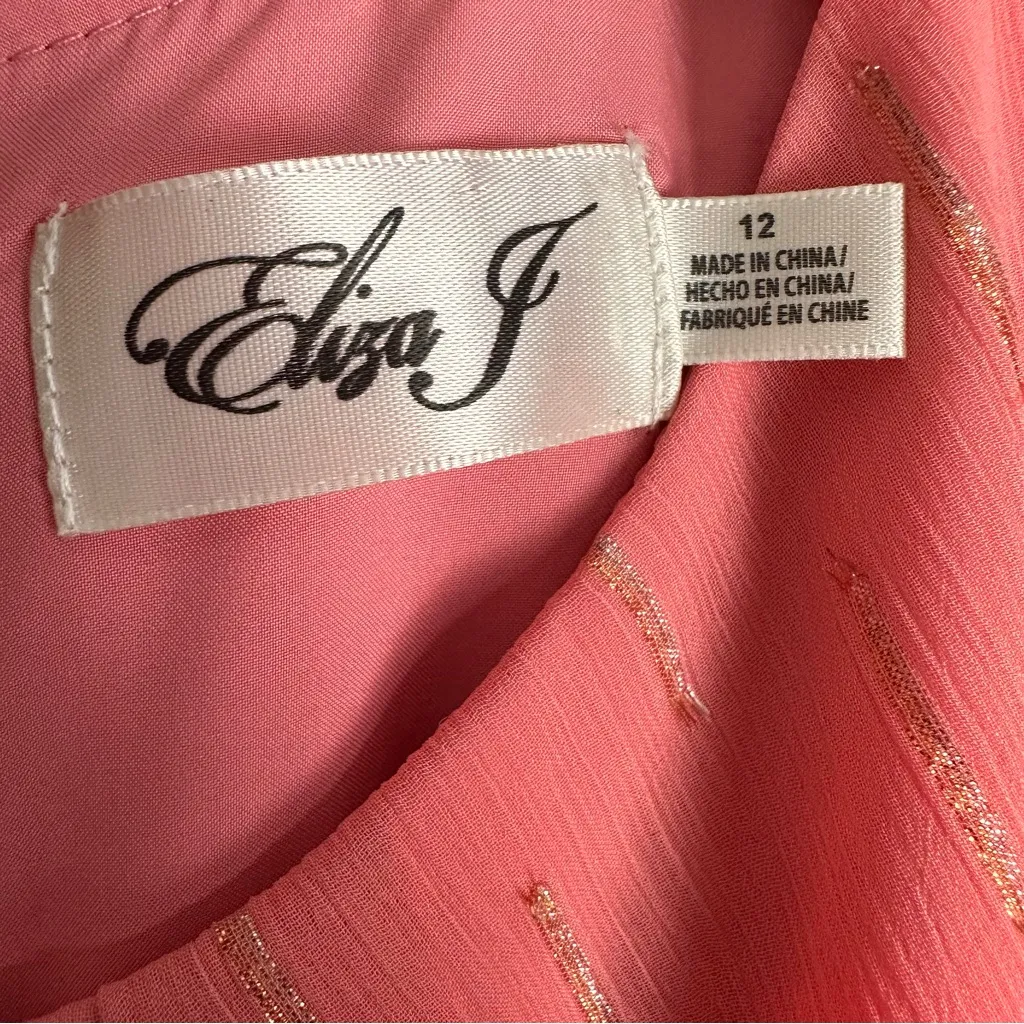 Eliza J
12
MADE IN CHINA/
HECHO EN CHINA/
FABRIQUÉ EN CHINE